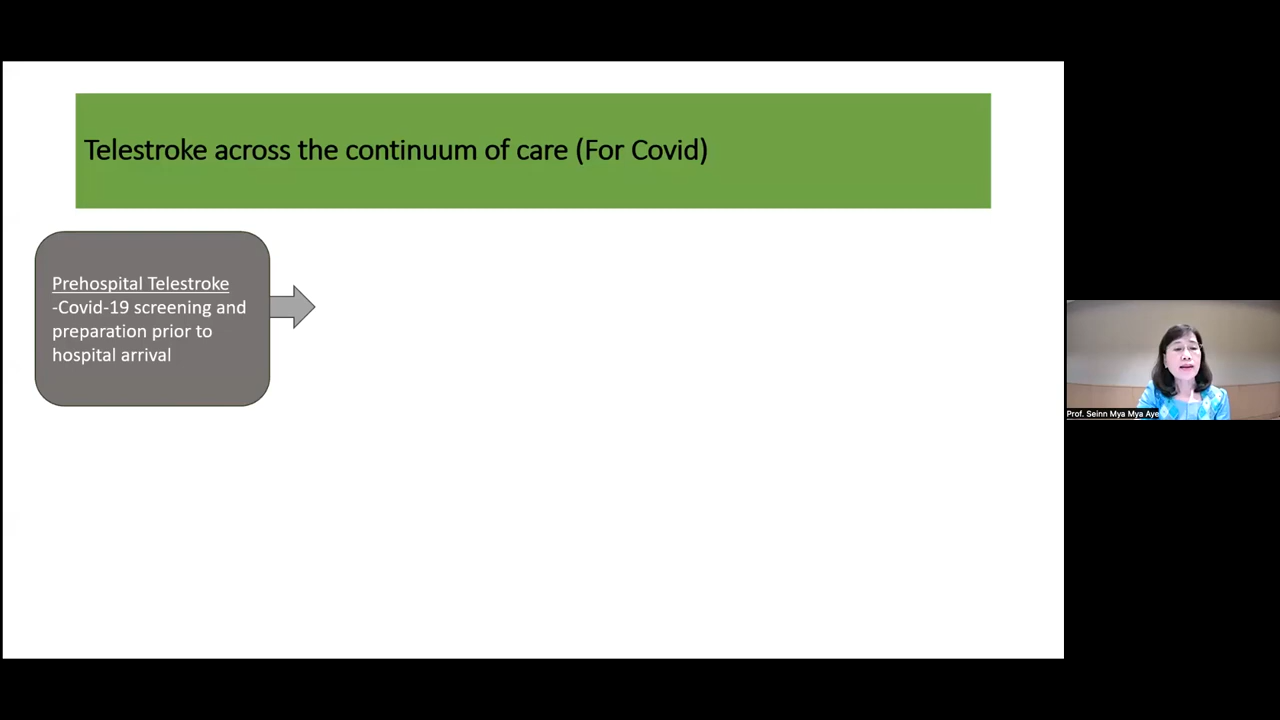 Telestroke across the continuum of care (For Covid)
Prehospital Telestroke
-Covid-19 screening and
preparation prior to
hospital arrival
Prof. Seinn Mya Mya Aye